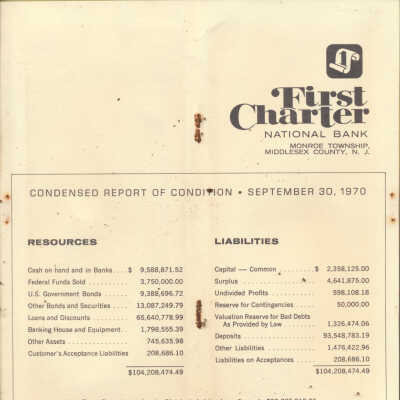 First
Charter
NATIONAL BANK
MONROE TOWNSHIP,
MIDDLESEX COUNTY, N. J.
CONDENSED REPORT OF CONDITION • SEPTEMBER 30, 1970
RESOURCES
Cash on hand and in Banks.... $ 9,588,871.52
Federal Funds Sold ......... 3,750,000.00
U.S. Government Bonds ...... 9,388,696.72
Other Bonds and Securities ... 13,087,249.79
Loans and Discounts ....... 65,640,778.99
Banking House and Equipment.. 1,798,555.39
Other Assets ............ 745,635.98
Customer's Acceptance Liabilities 208,686.10
$104,208,474.49
LIABILITIES
Capital — Common ......... $ 2,358,125.00
Surplus ................ 4,641,875.00
Undivided Profits ......... 598,108.18
Reserve for Contingencies .... 50,000.00
Valuation Reserve for Bad Debts
As Provided by Law ...... 1,326,474.06
Deposits ............... 93,548,783.19
Other Liabilities .......... 1,476,422.96
Liabilities on Acceptances ..... 208,686.10
$104,208,474.49